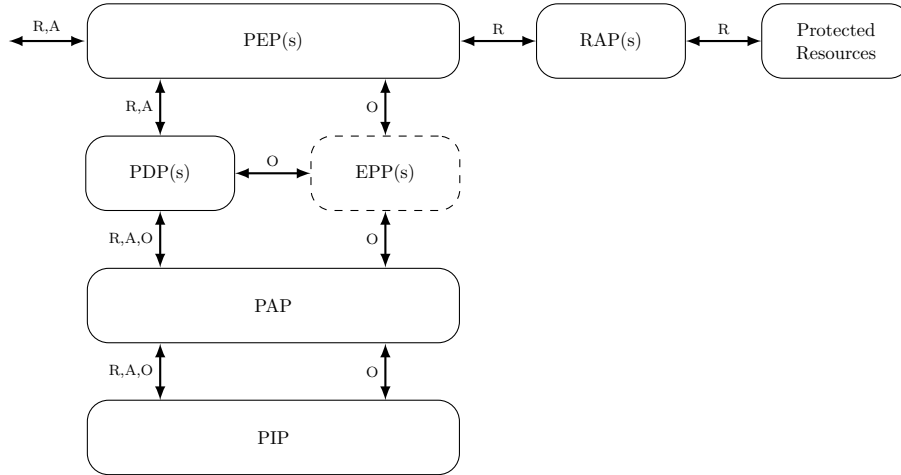 R,A
PEP(s)
R
RAP(s)
R
Protected
Resources
R,A
O
PDP(s)
O
EPP(s)
R,A,O
O
PAP
R,A,O
O
PIP